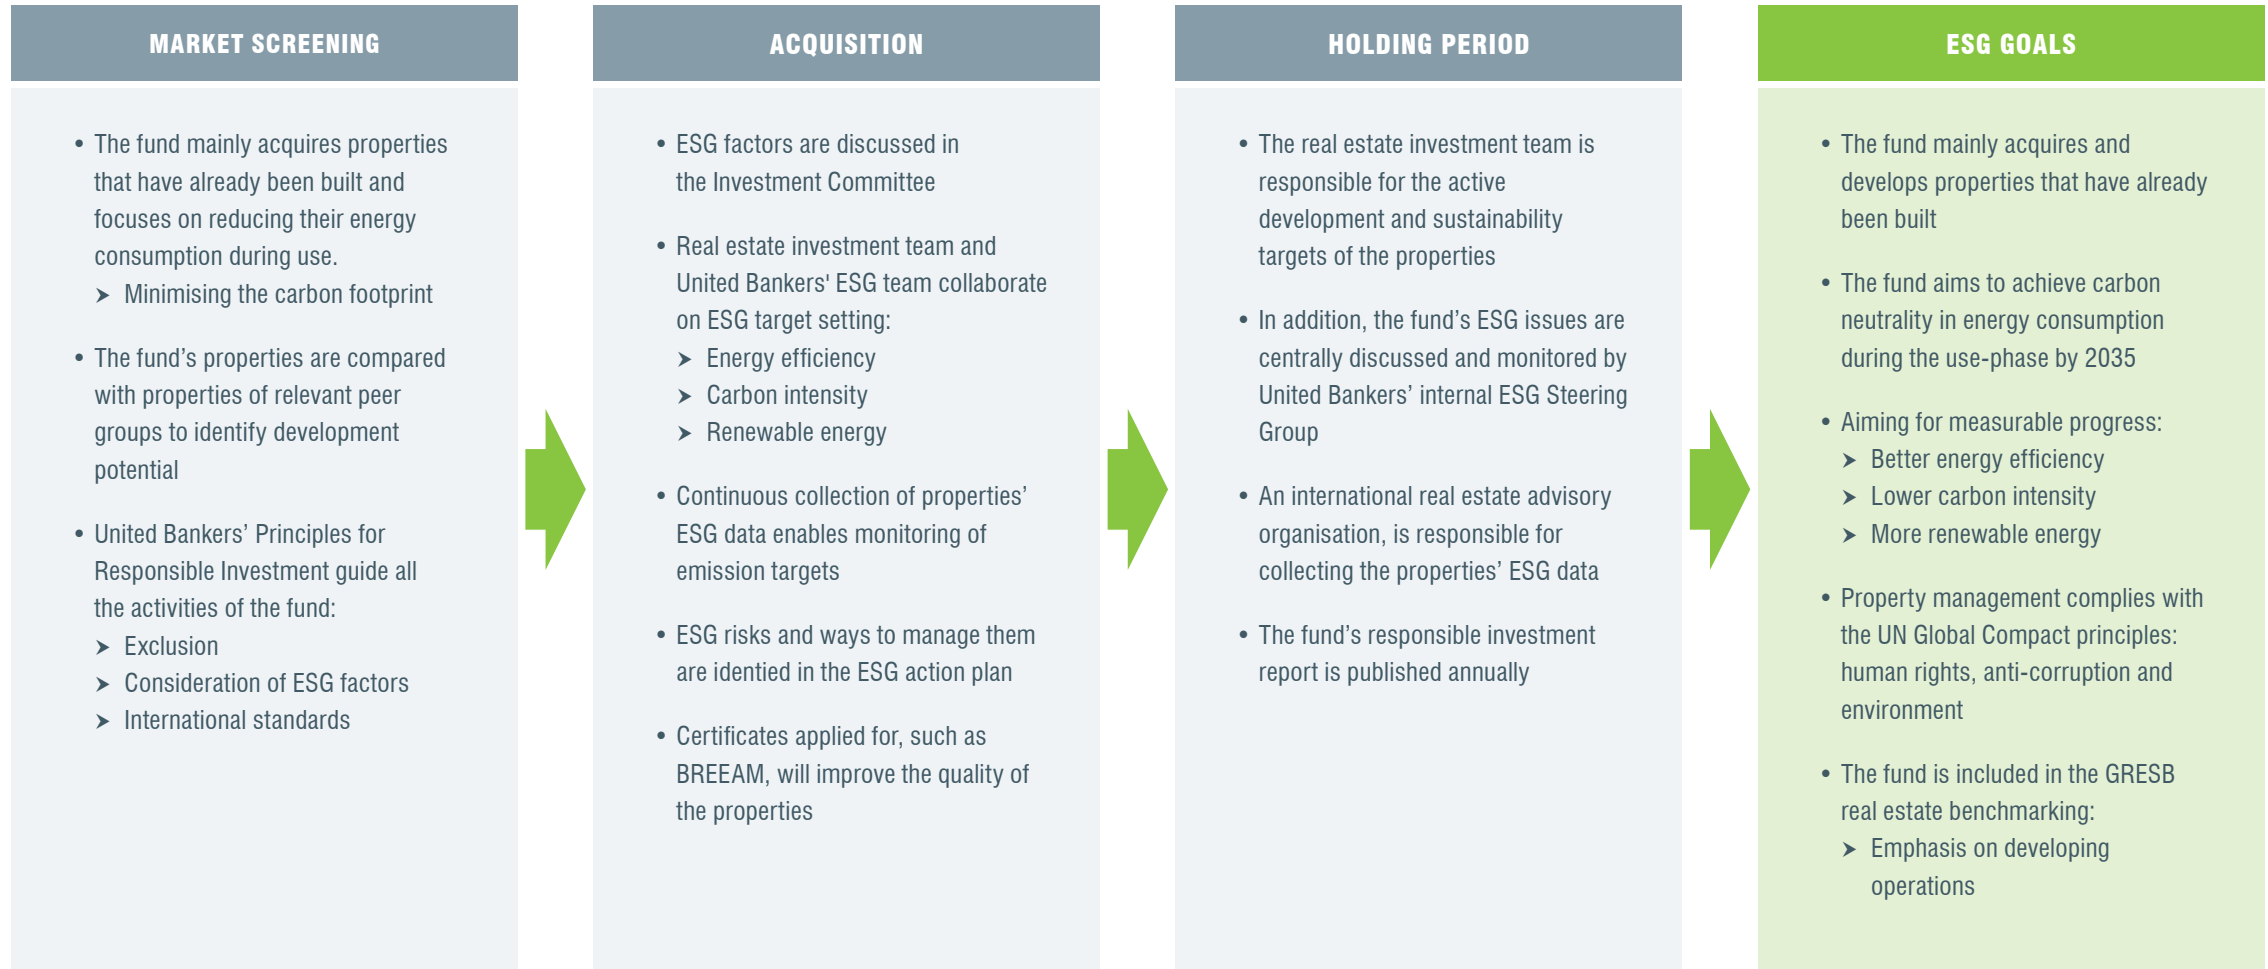 MARKET SCREENING
• The fund mainly acquires properties
that have already been built and
focuses on reducing their energy
consumption during use.
➤ Minimising the carbon footprint
• The fund’s properties are compared
with properties of relevant peer
groups to identify development
potential
• United Bankers’ Principles for
Responsible Investment guide all
the activities of the fund:
➤ Exclusion
➤ Consideration of ESG factors
➤ International standards
ACQUISITION
• ESG factors are discussed in
the Investment Committee
• Real estate investment team and
United Bankers' ESG team collaborate
on ESG target setting:
➤ Energy efficiency
➤ Carbon intensity
➤ Renewable energy
• Continuous collection of properties’
ESG data enables monitoring of
emission targets
• ESG risks and ways to manage them
are identied in the ESG action plan
• Certificates applied for, such as
BREEAM, will improve the quality of
the properties
HOLDING PERIOD
• The real estate investment team is
responsible for the active
development and sustainability
targets of the properties
• In addition, the fund’s ESG issues are
centrally discussed and monitored by
United Bankers’ internal ESG Steering
Group
• An international real estate advisory
organisation, is responsible for
collecting the properties’ ESG data
• The fund’s responsible investment
report is published annually
ESG GOALS
• The fund mainly acquires and
develops properties that have already
been built
• The fund aims to achieve carbon
neutrality in energy consumption
during the use-phase by 2035
• Aiming for measurable progress:
➤ Better energy efficiency
➤ Lower carbon intensity
➤ More renewable energy
• Property management complies with
the UN Global Compact principles:
human rights, anti-corruption and
environment
• The fund is included in the GRESB
real estate benchmarking:
➤ Emphasis on developing
operations